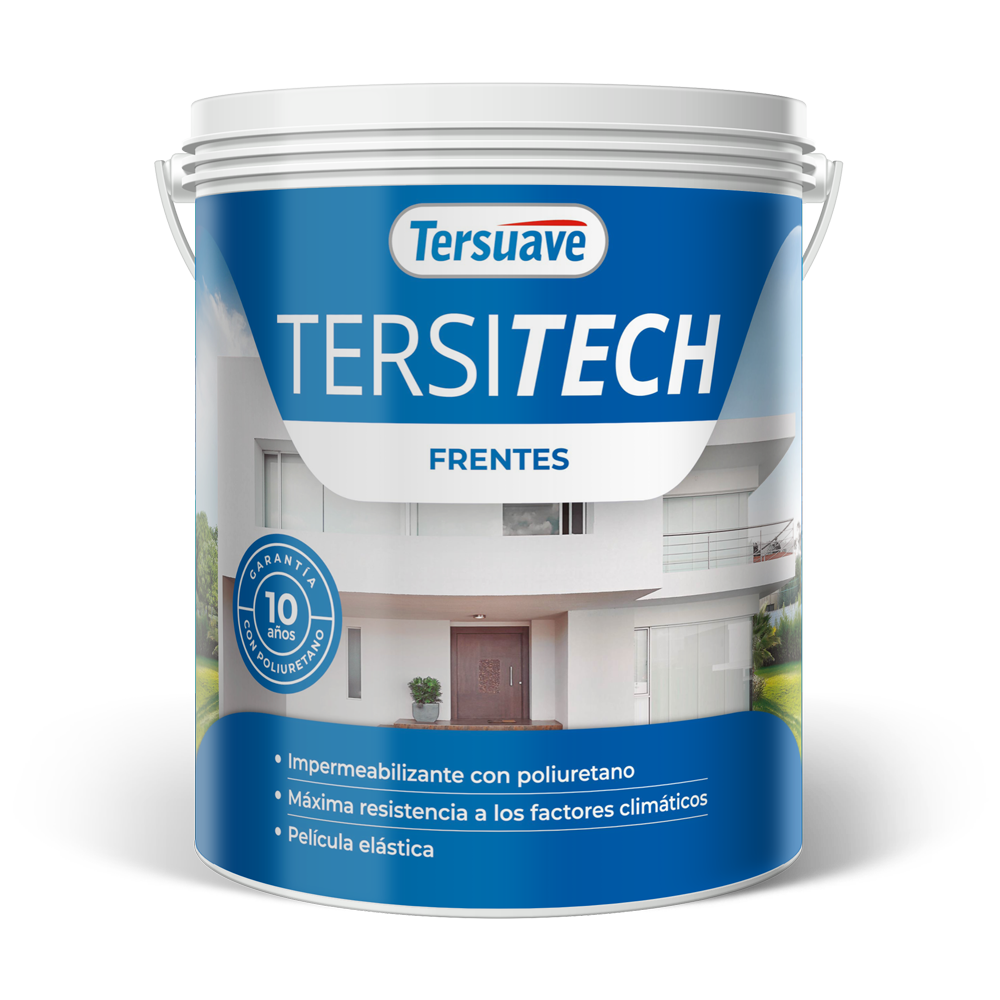 Tersuave
TERSITECH
FRENTES
GARANTÍA
10
años
CON POLIURETANO
• Impermeabilizante con poliuretano
• Máxima resistencia a los factores climáticos
• Película elástica